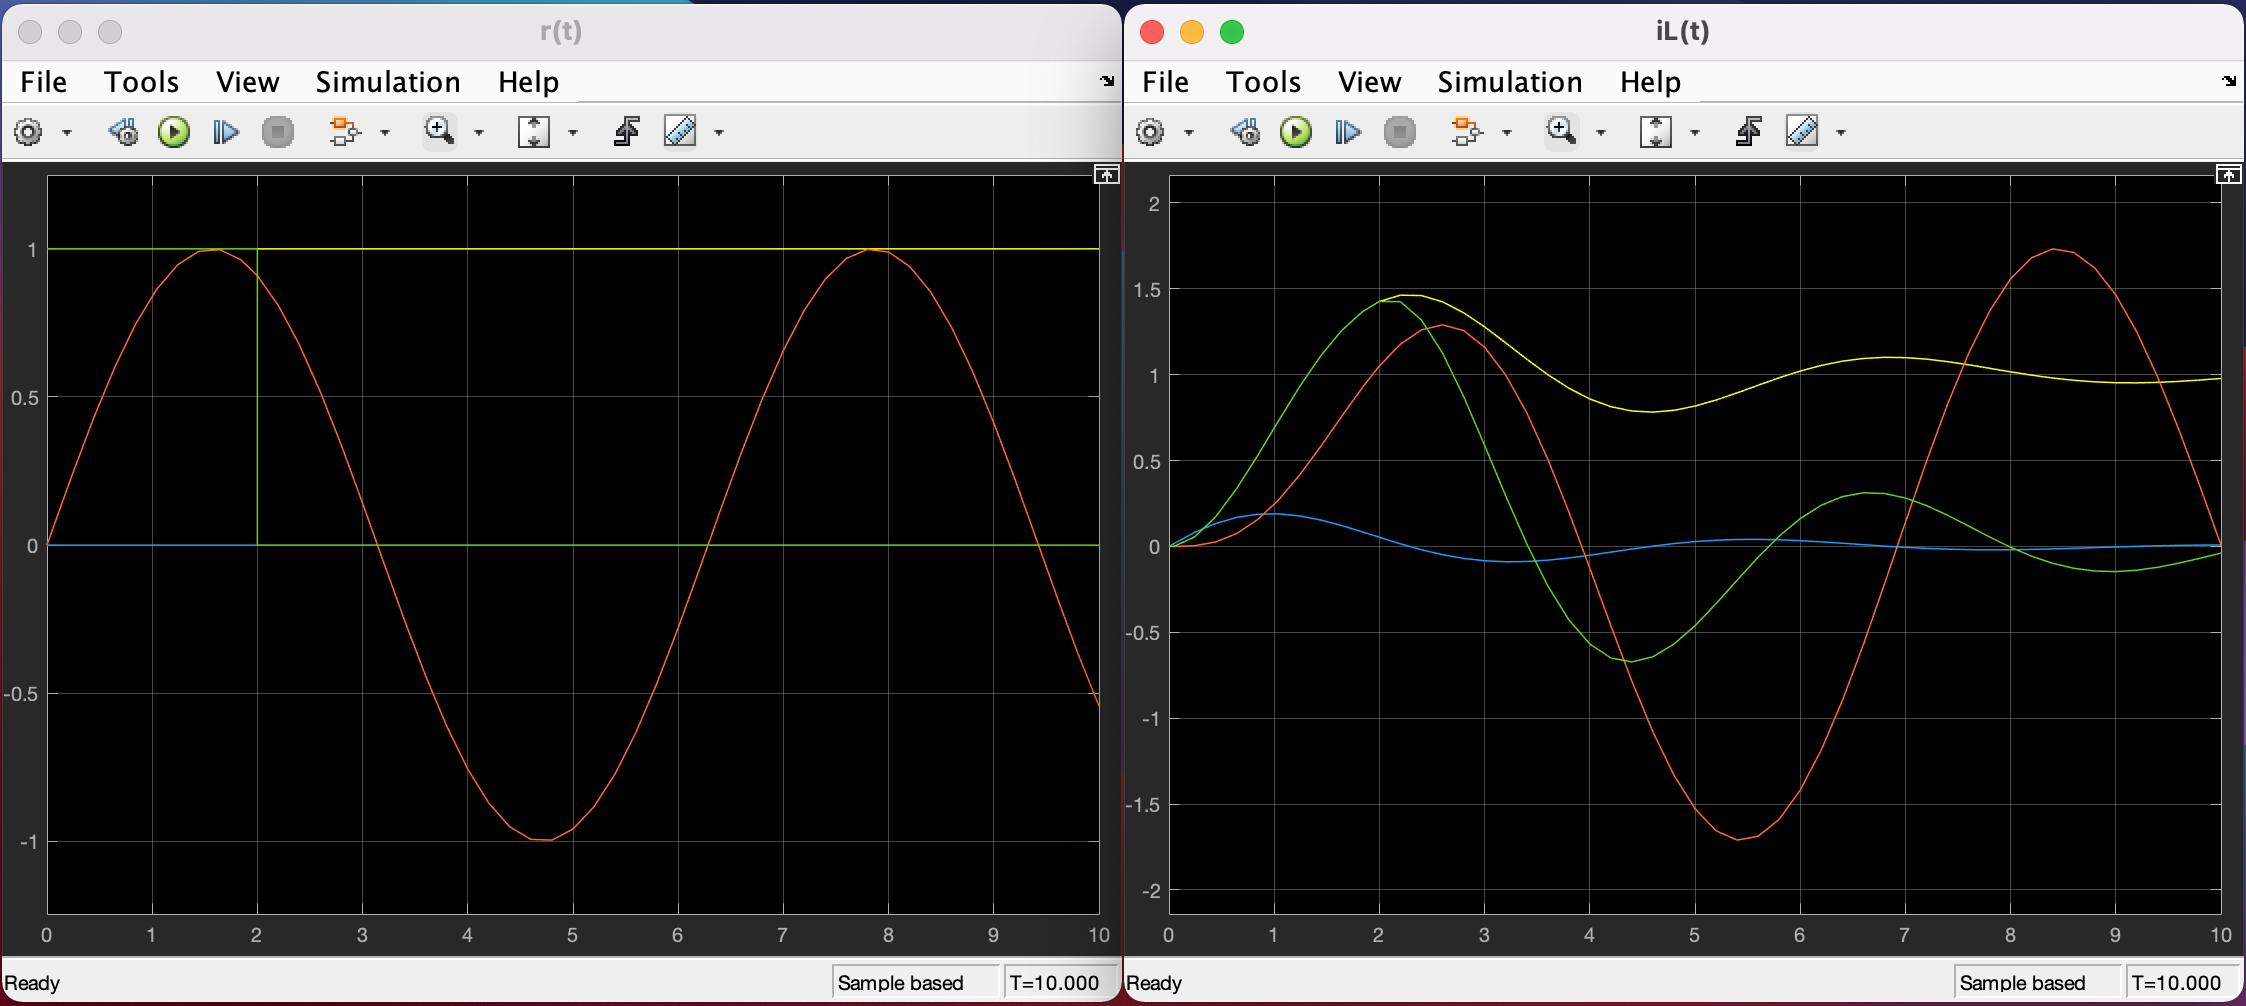 r(t)
File Tools View Simulation Help
1
0.5
0
-0.5
-1
0 1 2 3 4 5 6 7 8 9 10
Ready Sample based T=10.000
iL(t)
File Tools View Simulation Help
2
1.5
1
0.5
0
-0.5
-1
-1.5
-2
0 1 2 3 4 5 6 7 8 9 10
Ready Sample based T=10.000